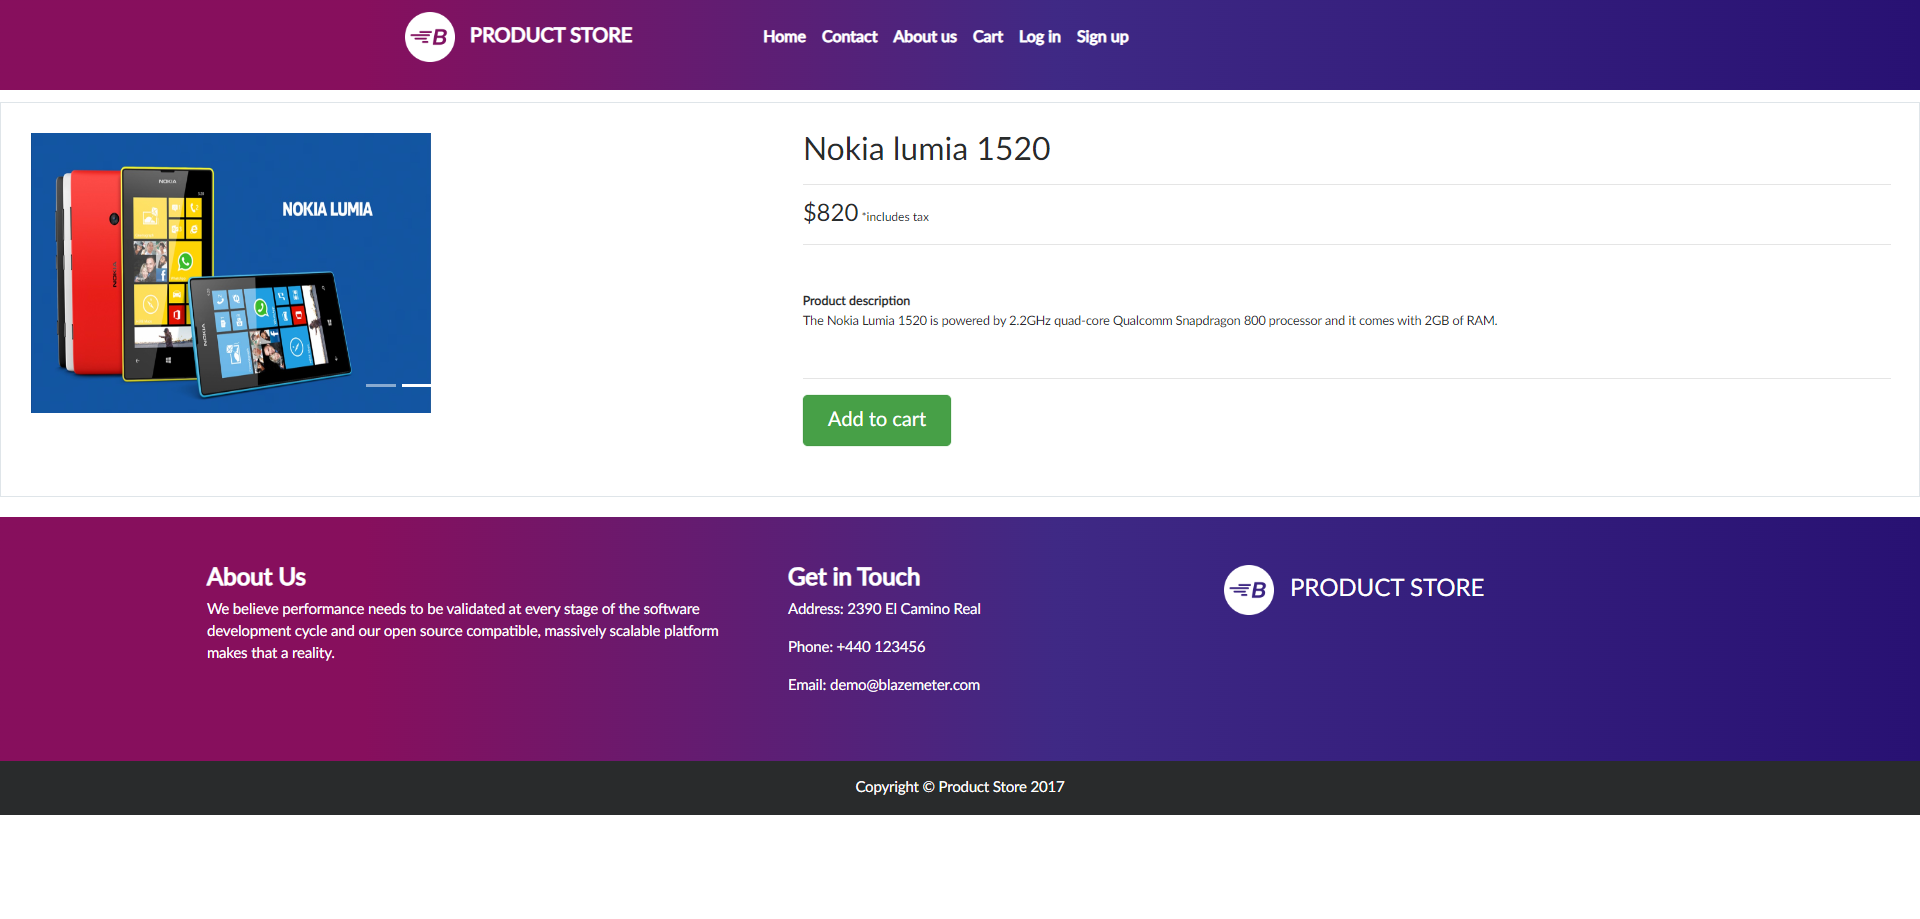 B PRODUCT STORE
Home Contact About us Cart Log in Sign up
NOKIA
NOKIA LUMIA
NOKIA
NOKIA
Nokia lumia 1520
$820 *includes tax
Product description
The Nokia Lumia 1520 is powered by 2.2GHz quad-core Qualcomm Snapdragon 800 processor and it comes with 2GB of RAM.
Add to cart
About Us
We believe performance needs to be validated at every stage of the software
development cycle and our open source compatible, massively scalable platform
makes that a reality.
Get in Touch
Address: 2390 El Camino Real
Phone: +440 123456
Email: demo@blazemeter.com
B PRODUCT STORE
Copyright © Product Store 2017